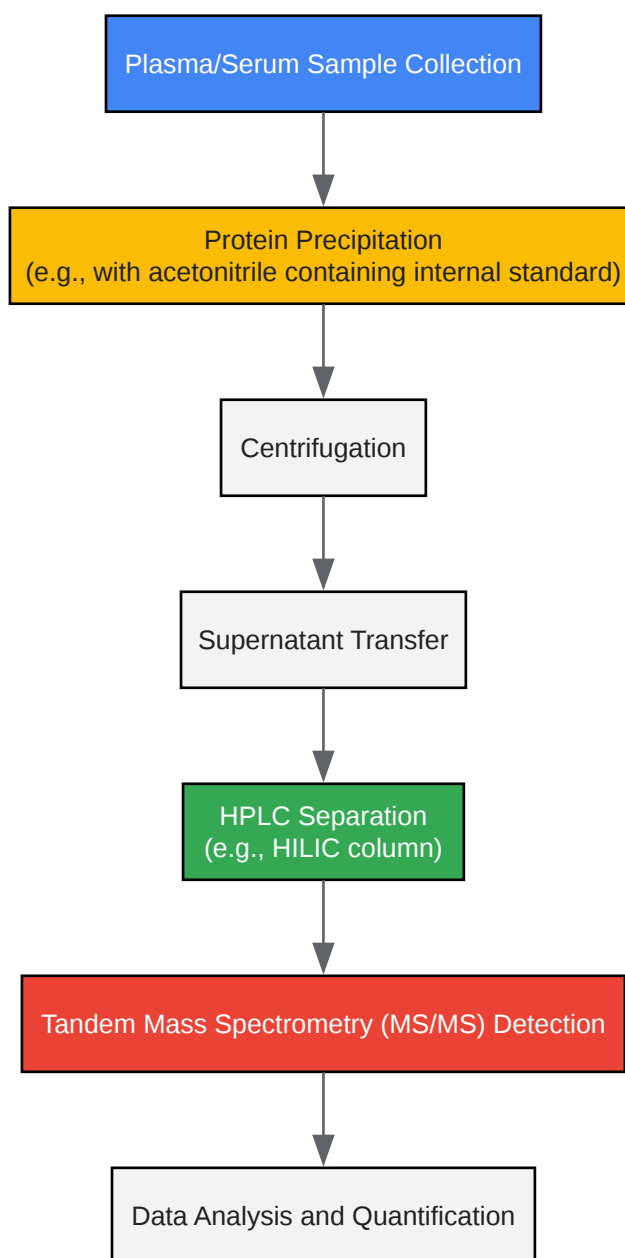 Plasma/Serum Sample Collection
Protein Precipitation
(e.g., with acetonitrile containing internal standard)
Centrifugation
Supernatant Transfer
HPLC Separation
(e.g., HILIC column)
Tandem Mass Spectrometry (MS/MS) Detection
Data Analysis and Quantification